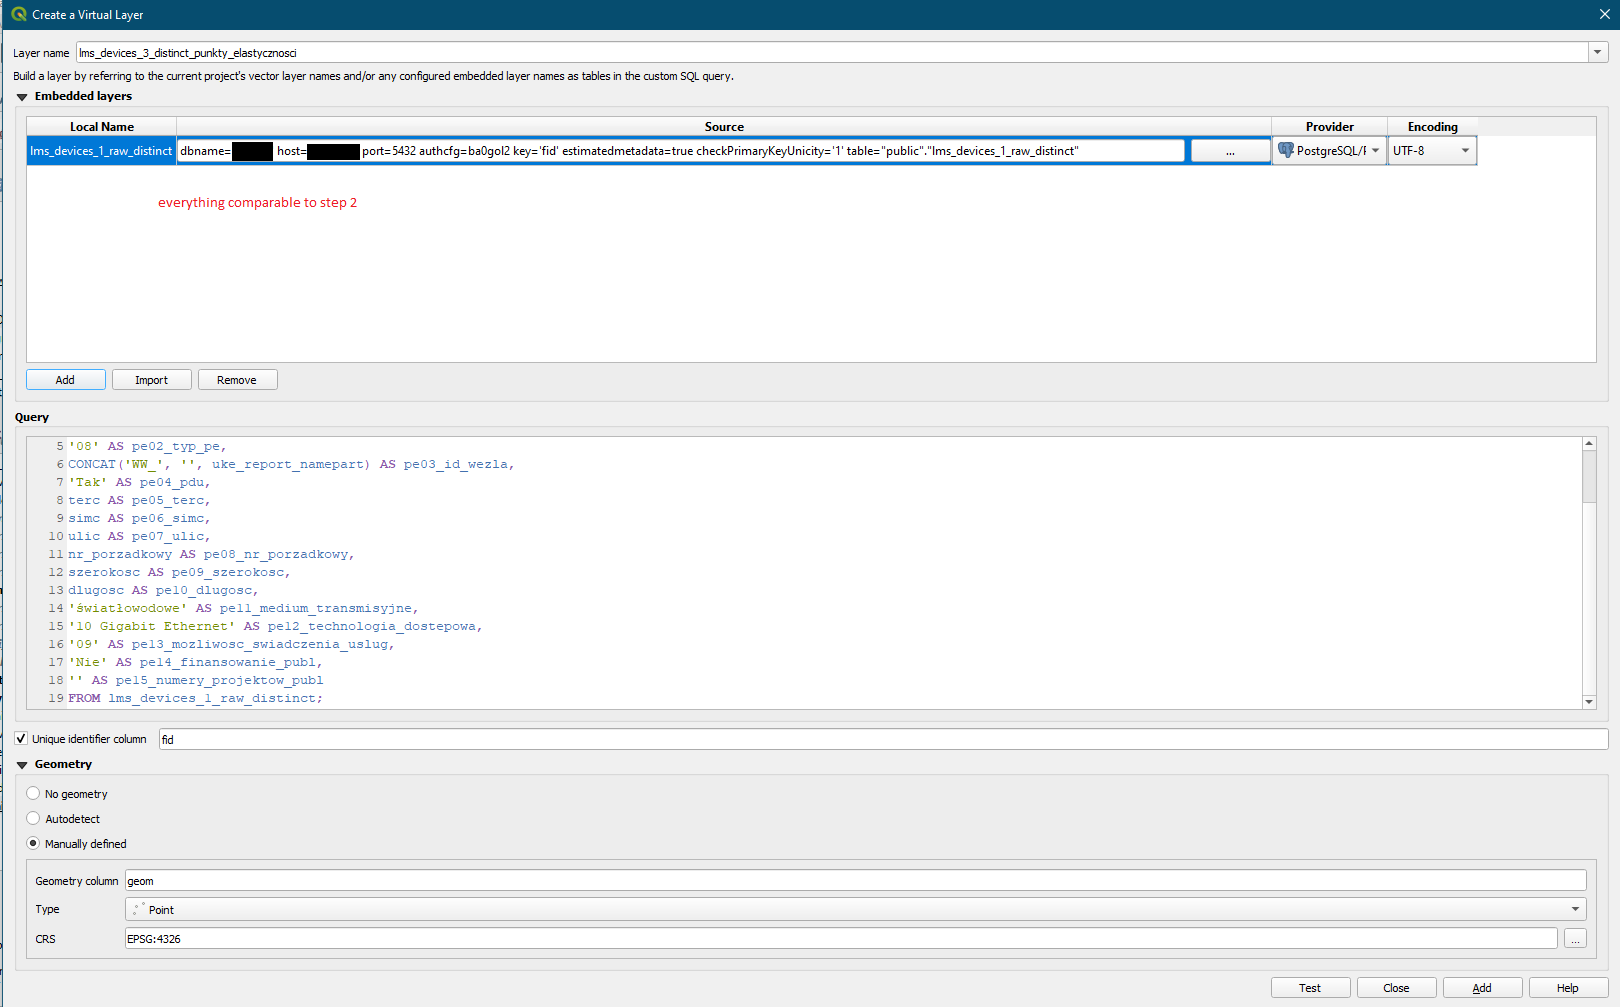 Create a Virtual Layer
Layer name lms_devices_3_distinct_punkty_elastycznosci
Build a layer by referring to the current project's vector layer names and/or any configured embedded layer names as tables in the custom SQL query.
Embedded layers
Local Name Source Provider Encoding
lms_devices_1_raw_distinct dbname= host= port=5432 authcfg=ba0gol2 key='fid' estimatedmetadata=true checkPrimaryKeyUnicity='1' table="public"."lms_devices_1_raw_distinct" ... PostgreSQL/F UTF-8
everything comparable to step 2
Add Import Remove
Query
5 '08' AS pe02_typ_pe,
6 CONCAT('WW_', '', uke_report_namepart) AS pe03_id_wezla,
7 'Tak' AS pe04_pdu,
8 terc AS pe05_terc,
9 simc AS pe06_simc,
10 ulic AS pe07_ulic,
11 nr_porzadkowy AS pe08_nr_porzadkowy,
12 szerokosc AS pe09_szerokosc,
13 dlugosc AS pe10_dlugosc,
14 'światłowodowe' AS pe11_medium_transmisyjne,
15 '10 Gigabit Ethernet' AS pe12_technologia_dostepowa,
16 '09' AS pe13_mozliwosc_swiadczenia_uslug,
17 'Nie' AS pe14_finansowanie_publ,
18 '' AS pe15_numery_projektow_publ
19 FROM lms_devices_1_raw_distinct;
Unique identifier column fid
Geometry
No geometry
Autodetect
Manually defined
Geometry column geom
Type Point
CRS EPSG:4326 ...
Test Close Add Help